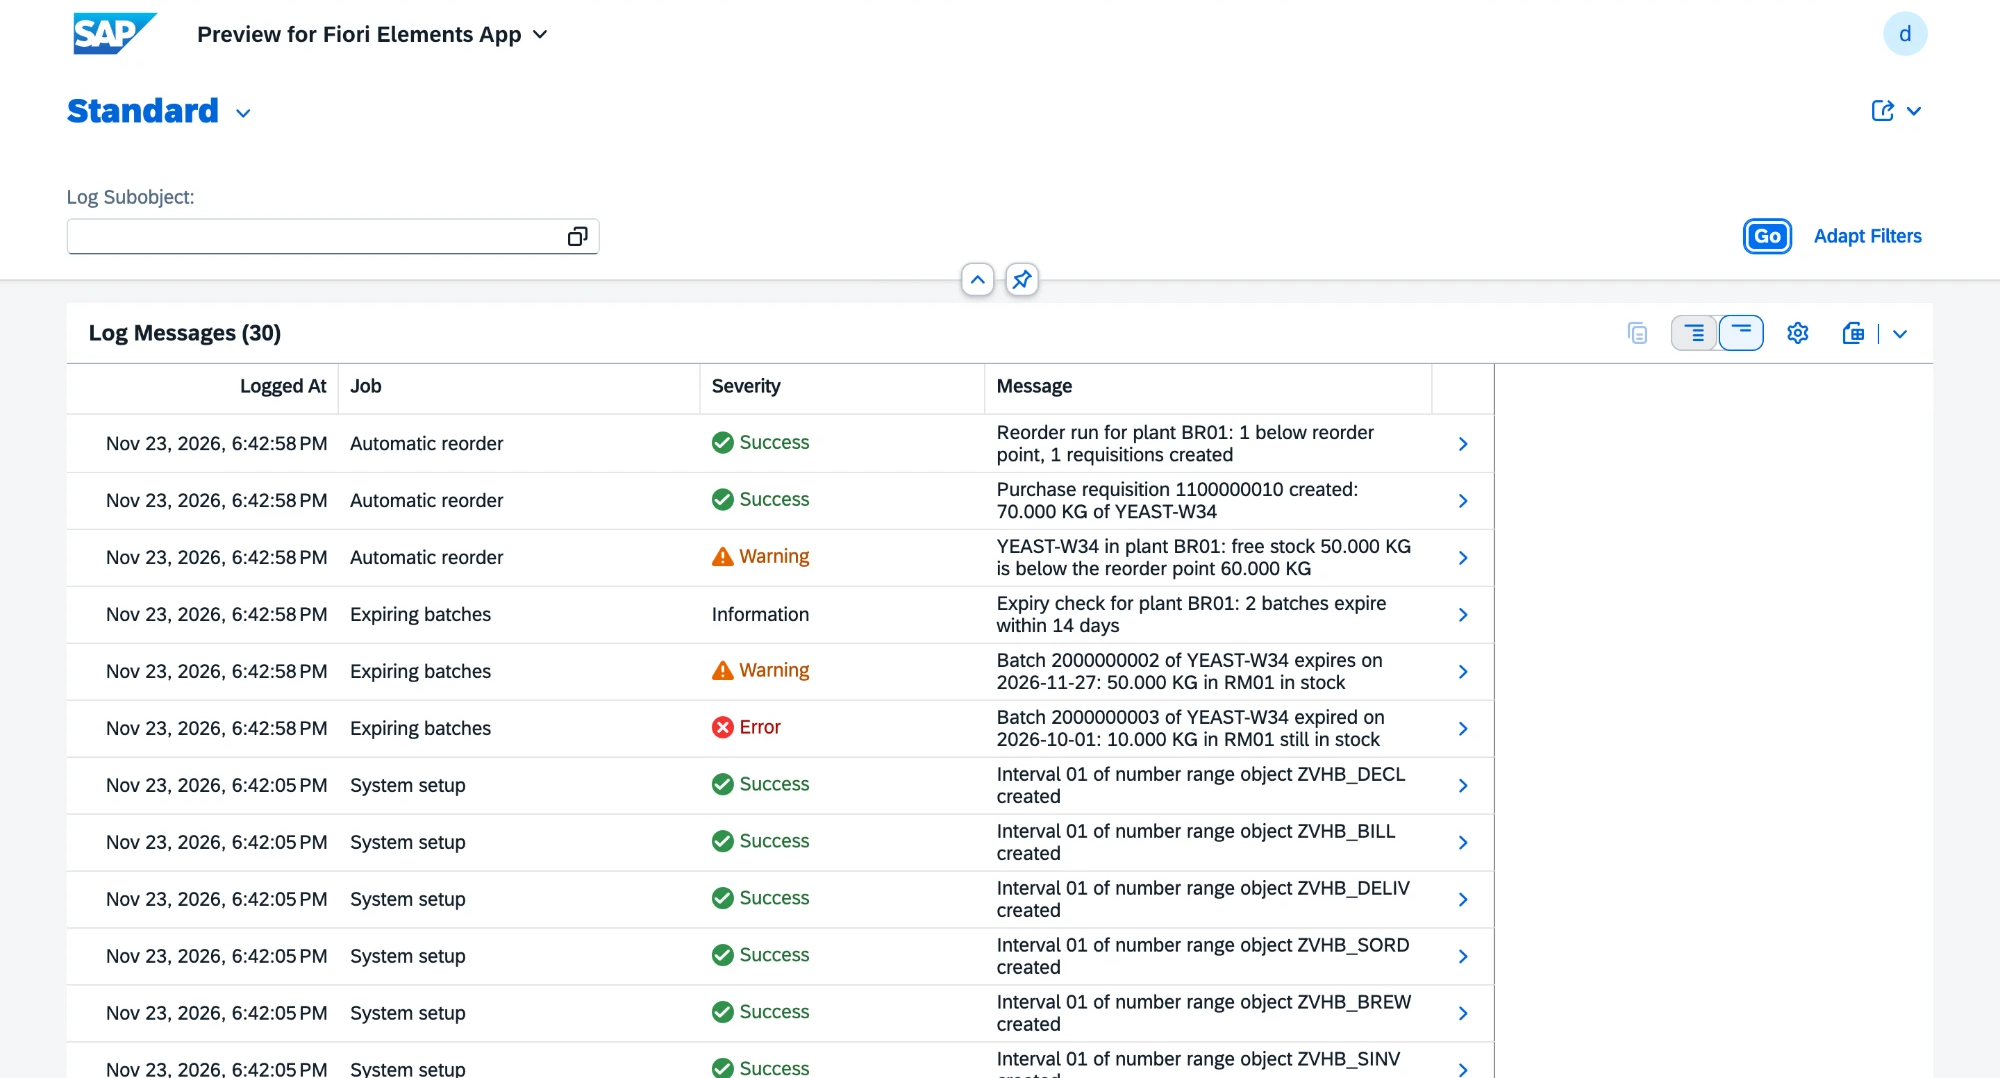 SAP
Preview for Fiori Elements App
d
Standard
Log Subobject:
Go
Adapt Filters
Log Messages (30)
Logged At Job Severity Message
Nov 23, 2026, 6:42:58 PM Automatic reorder Success Reorder run for plant BR01: 1 below reorder
point, 1 requisitions created
Nov 23, 2026, 6:42:58 PM Automatic reorder Success Purchase requisition 1100000010 created:
70.000 KG of YEAST-W34
Nov 23, 2026, 6:42:58 PM Automatic reorder Warning YEAST-W34 in plant BR01: free stock 50.000 KG
is below the reorder point 60.000 KG
Nov 23, 2026, 6:42:58 PM Expiring batches Information Expiry check for plant BR01: 2 batches expire
within 14 days
Nov 23, 2026, 6:42:58 PM Expiring batches Warning Batch 2000000002 of YEAST-W34 expires on
2026-11-27: 50.000 KG in RM01 in stock
Nov 23, 2026, 6:42:58 PM Expiring batches Error Batch 2000000003 of YEAST-W34 expired on
2026-10-01: 10.000 KG in RM01 still in stock
Nov 23, 2026, 6:42:05 PM System setup Success Interval 01 of number range object ZVHB_DECL
created
Nov 23, 2026, 6:42:05 PM System setup Success Interval 01 of number range object ZVHB_BILL
created
Nov 23, 2026, 6:42:05 PM System setup Success Interval 01 of number range object ZVHB_DELIV
created
Nov 23, 2026, 6:42:05 PM System setup Success Interval 01 of number range object ZVHB_SORD
created
Nov 23, 2026, 6:42:05 PM System setup Success Interval 01 of number range object ZVHB_BREW
created
Nov 23, 2026, 6:42:05 PM System setup Success Interval 01 of number range object ZVHB_SINV